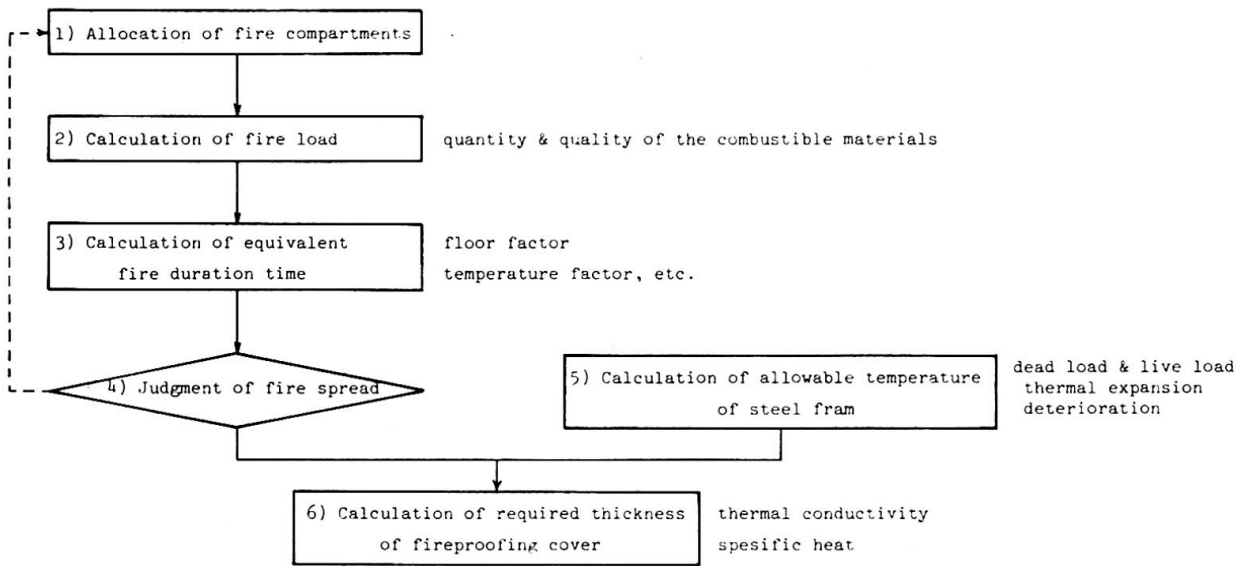 1) Allocation of fire compartments
2) Calculation of fire load
quantity & quality of the combustible materials
3) Calculation of equivalent
fire duration time
floor factor
temperature factor, etc.
4) Judgment of fire spread
5) Calculation of allowable temperature
of steel fram
dead load & live load
thermal expansion
deterioration
6) Calculation of required thickness
of fireproofing cover
thermal conductivity
spesific heat